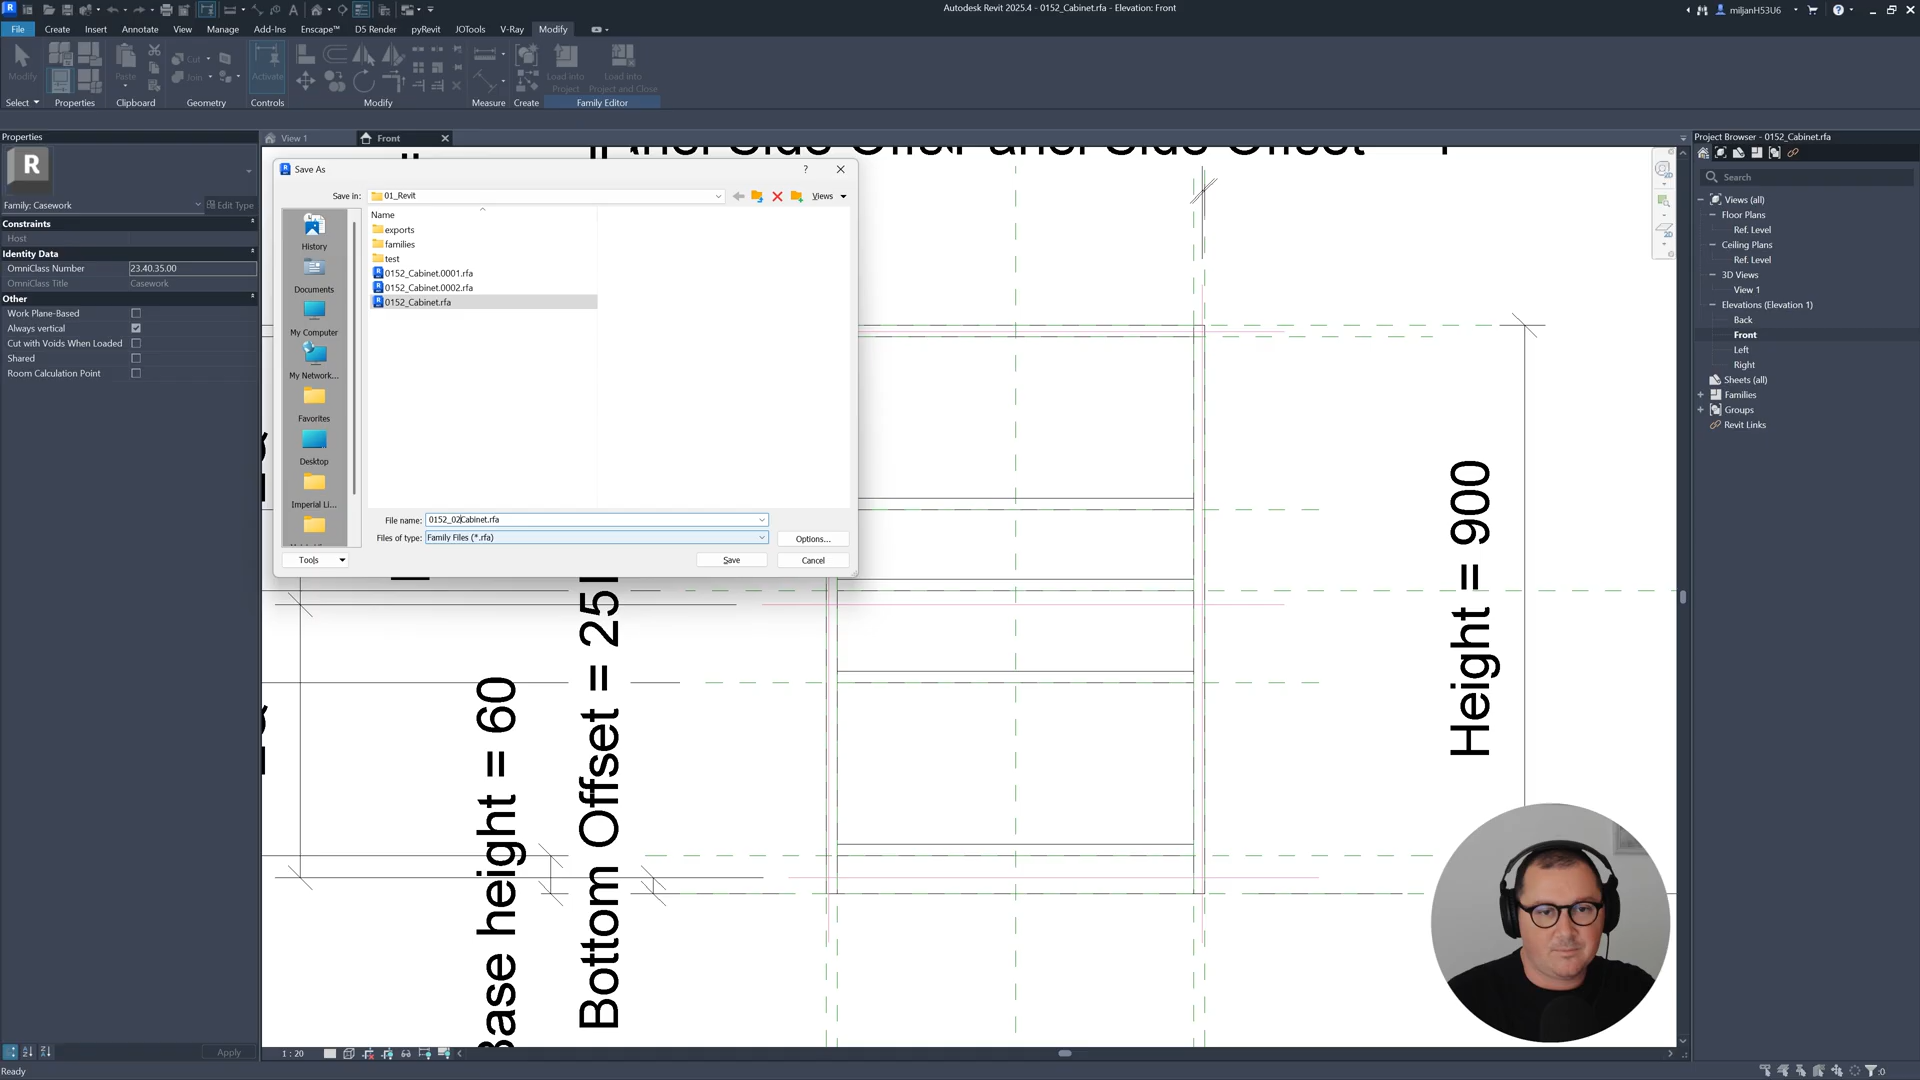 Autodesk Revit 2025.4 - 0152_Cabinet.rfa - Elevation: Front
miljanH53U6
File
Create
Insert
Annotate
View
Manage
Add-Ins
Enscape™
D5 Render
pyRevit
JOTools
V-Ray
Modify
Modify
Paste
Cut
Join
Activate
Load into
Project
Load into
Project and Close
Select
Properties
Clipboard
Geometry
Controls
Modify
Measure
Create
Family Editor
Properties
View 1
Front
Project Browser - 0152_Cabinet.rfa
R
Family: Casework
Edit Type
Constraints
Host
Identity Data
OmniClass Number
23.40.35.00
OmniClass Title
Casework
Other
Work Plane-Based
Always vertical
Cut with Voids When Loaded
Shared
Room Calculation Point
Save As
Save in:
01_Revit
Views
History
Documents
My Computer
My Network...
Favorites
Desktop
Imperial Li...
Name
exports
families
test
0152_Cabinet.0001.rfa
0152_Cabinet.0002.rfa
0152_Cabinet.rfa
File name:
0152_02Cabinet.rfa
Files of type:
Family Files (*.rfa)
Options...
Tools
Save
Cancel
Base height = 60
Bottom Offset = 25
Height = 900
Search
Views (all)
Floor Plans
Ref. Level
Ceiling Plans
Ref. Level
3D Views
View 1
Elevations (Elevation 1)
Back
Front
Left
Right
Sheets (all)
Families
Groups
Revit Links
Apply
1 : 20
Ready
:0